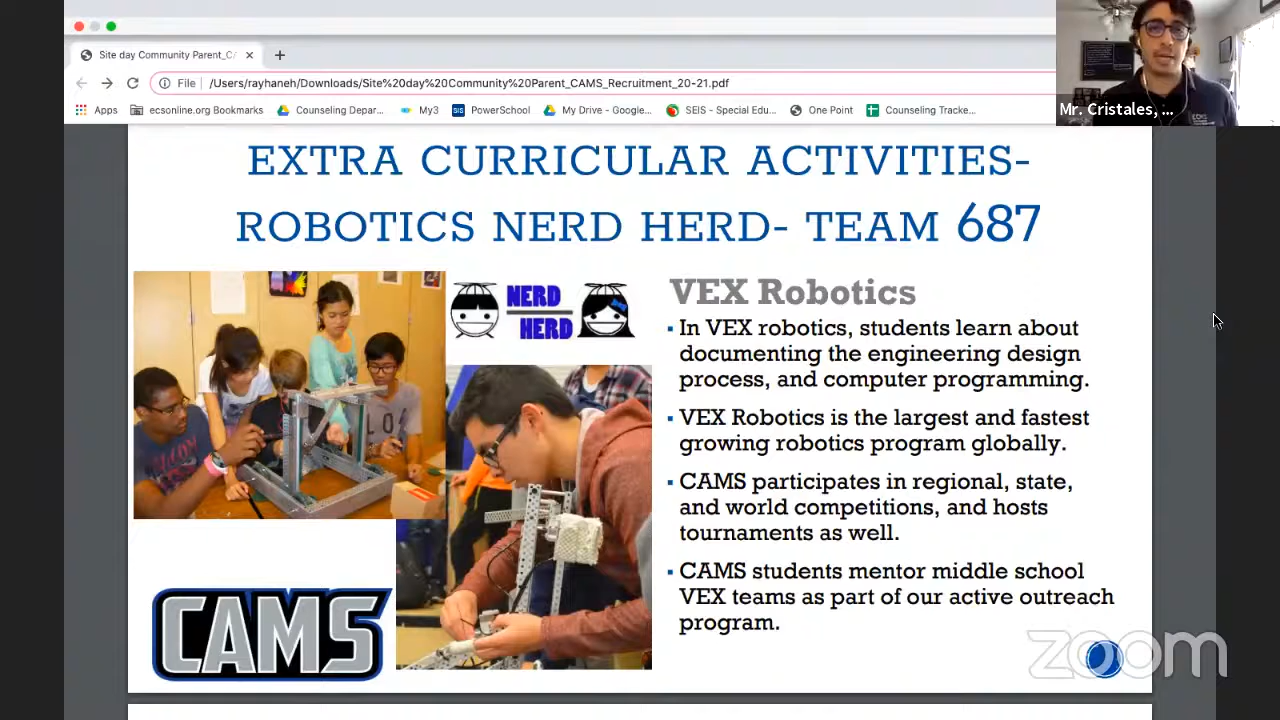 Site day Community Parent_C
File
/Users/rayhaneh/Downloads/Site%20day%20Community%20Parent_CAMS_Recruitment_20-21.pdf
Apps
ecsonline.org Bookmarks
Counseling Depar...
My3
SIS
PowerSchool
My Drive - Google...
SEIS - Special Edu...
One Point
Counseling Tracke...
Mr. Cristales, ...
EXTRA CURRICULAR ACTIVITIES-
ROBOTICS NERD HERD- TEAM 687
NERD
HERD
VEX Robotics
▪ In VEX robotics, students learn about
documenting the engineering design
process, and computer programming.
▪ VEX Robotics is the largest and fastest
growing robotics program globally.
▪ CAMS participates in regional, state,
and world competitions, and hosts
tournaments as well.
▪ CAMS students mentor middle school
VEX teams as part of our active outreach
program.
CAMS
zoom